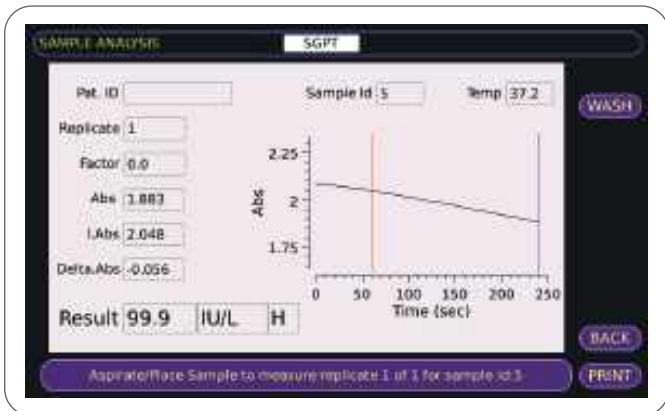 SAMPLE ANALYSIS SGPT
Pat. ID Sample Id 5 Temp 37.2
WASH
Replicate 1
Factor 0.0
Abs 1.883
I.Abs 2.048
Delta.Abs -0.056
Abs
2.25
2
1.75
0 50 100 150 200 250
Time (sec)
Result 99.9 IU/L H
BACK
Aspirate/Place Sample to measure replicate 1 of 1 for sample id:5
PRINT